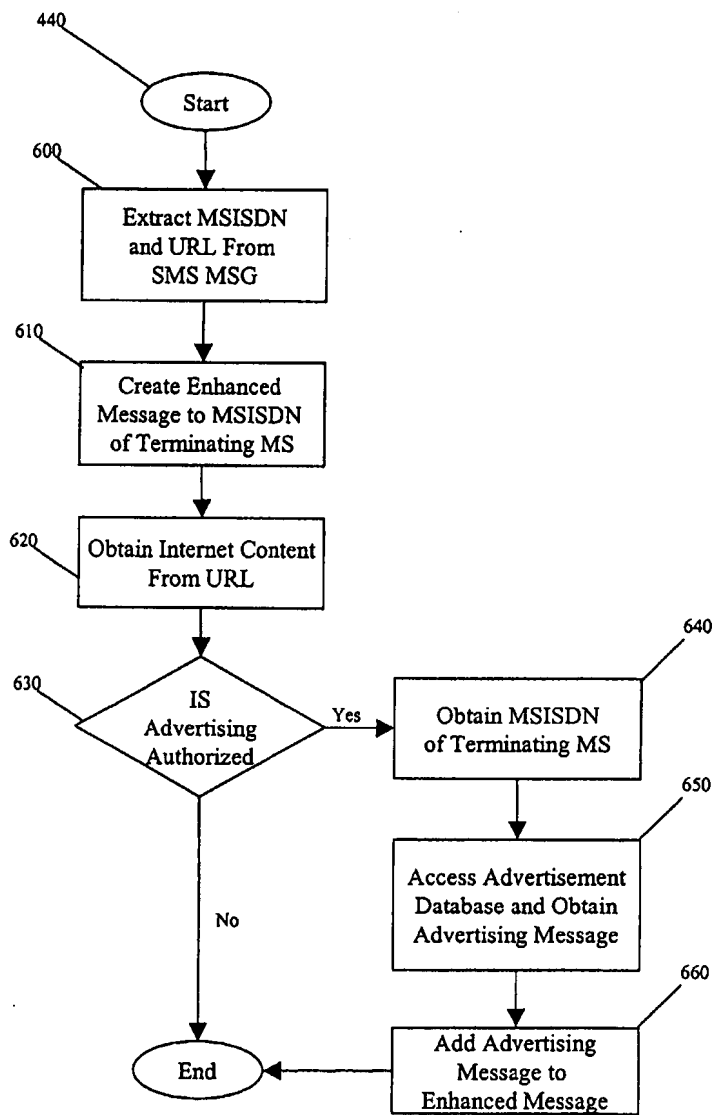 440
Start
600
Extract MSISDN
and URL From
SMS MSG
610
Create Enhanced
Message to MSISDN
of Terminating MS
620
Obtain Internet Content
From URL
630
IS
Advertising
Authorized
Yes
No
640
Obtain MSISDN
of Terminating MS
650
Access Advertisement
Database and Obtain
Advertising Message
660
Add Advertising
Message to
Enhanced Message
End